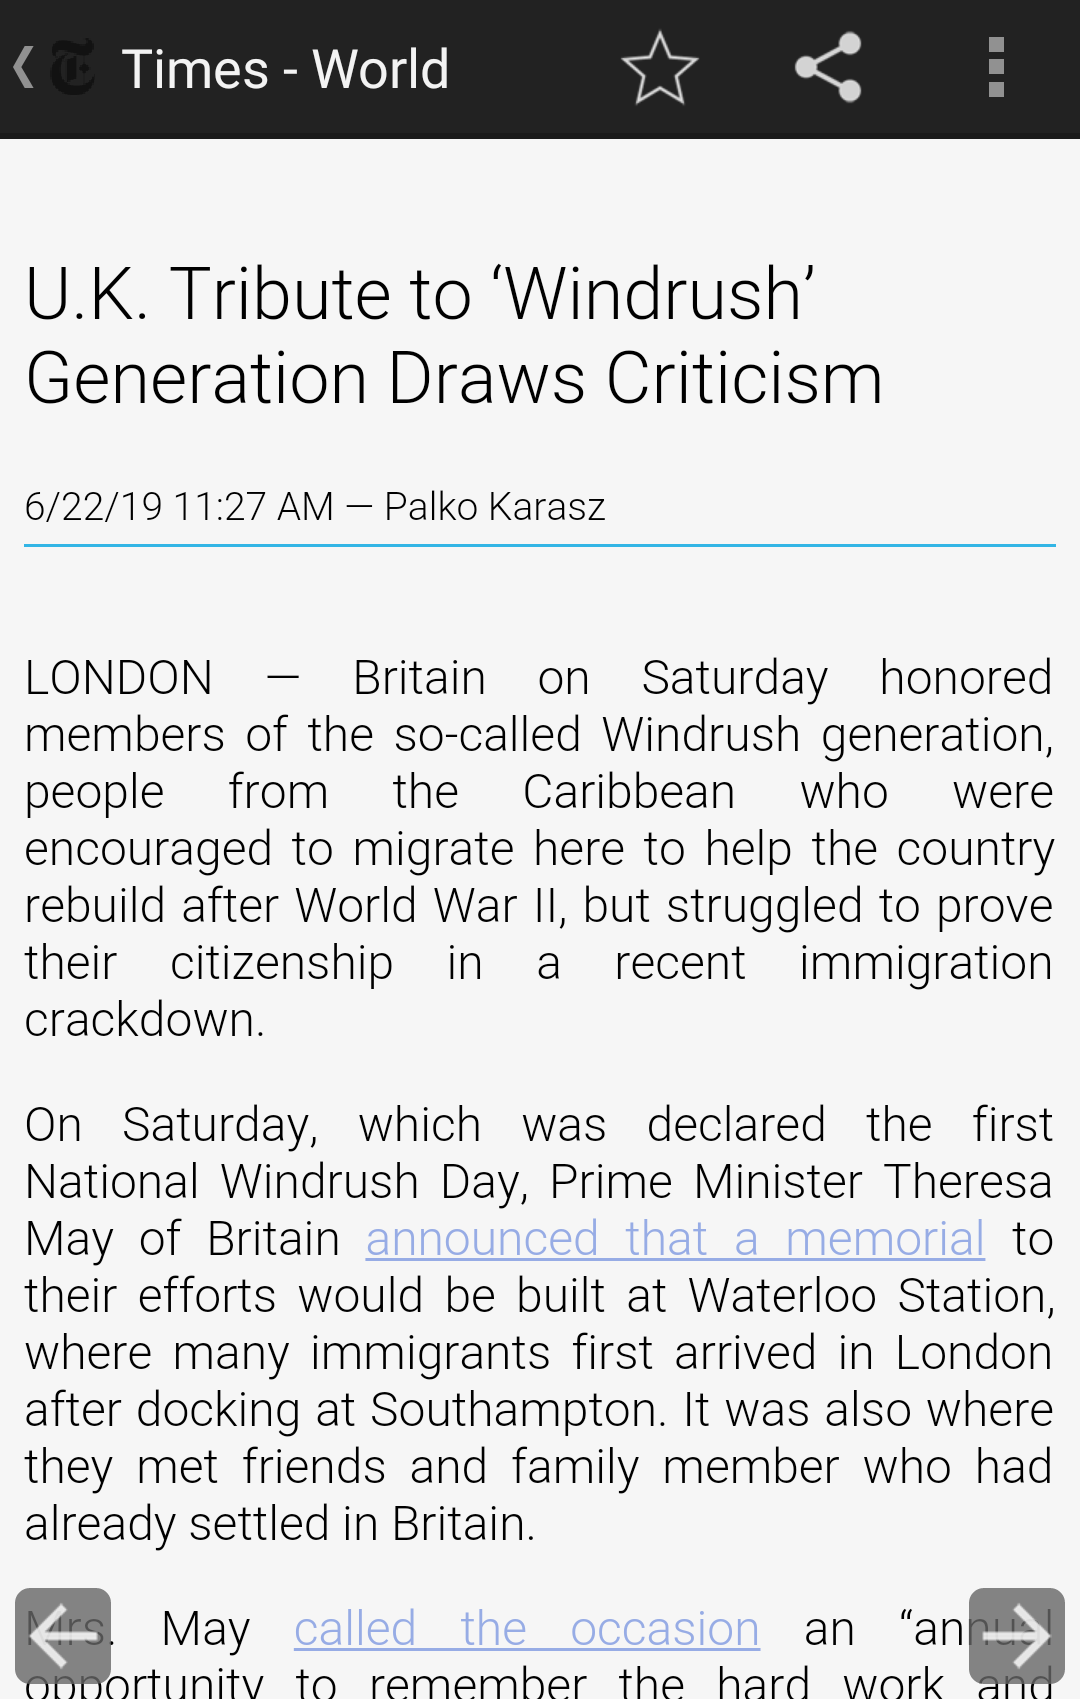 Times - World
U.K. Tribute to ‘Windrush’
Generation Draws Criticism
6/22/19 11:27 AM — Palko Karasz
LONDON — Britain on Saturday honored
members of the so-called Windrush generation,
people from the Caribbean who were
encouraged to migrate here to help the country
rebuild after World War II, but struggled to prove
their citizenship in a recent immigration
crackdown.
On Saturday, which was declared the first
National Windrush Day, Prime Minister Theresa
May of Britain announced that a memorial to
their efforts would be built at Waterloo Station,
where many immigrants first arrived in London
after docking at Southampton. It was also where
they met friends and family member who had
already settled in Britain.
Mrs. May called the occasion an “annual
opportunity to remember the hard work and